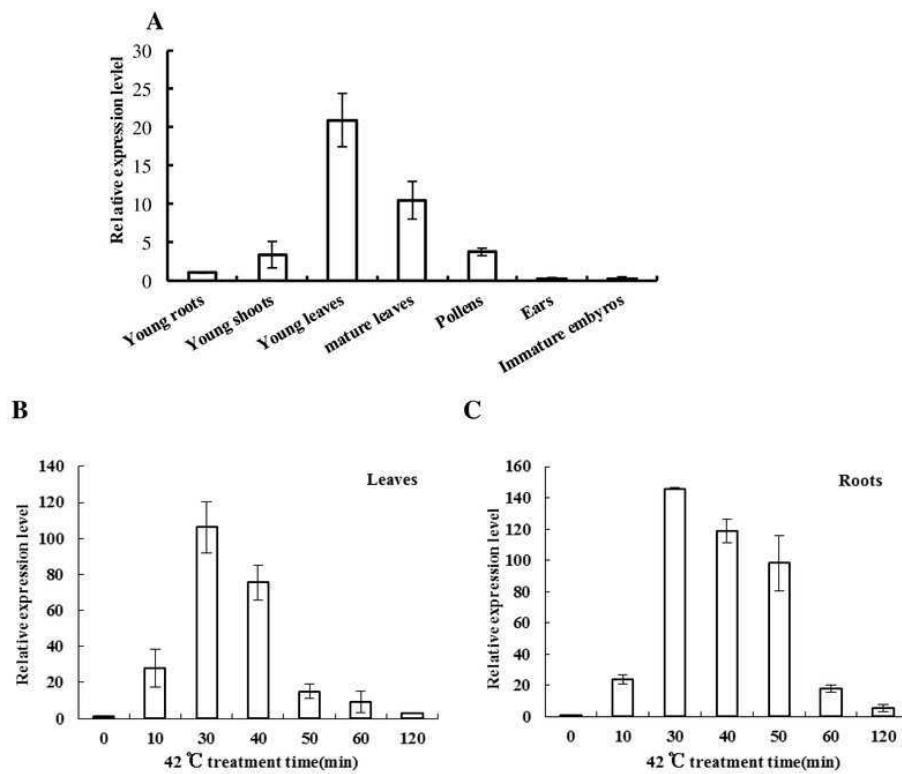 A
Relative expression levlel
30
25
20
15
10
5
0
Young roots
Young shoots
Young leaves
mature leaves
Pollens
Ears
Immature embyros
B
Relative expression level
140
120
100
80
60
40
20
0
Leaves
0 10 30 40 50 60 120
42 ℃ treatment time(min)
C
Relative expression level
160
140
120
100
80
60
40
20
0
Roots
0 10 30 40 50 60 120
42 ℃ treatment time(min)